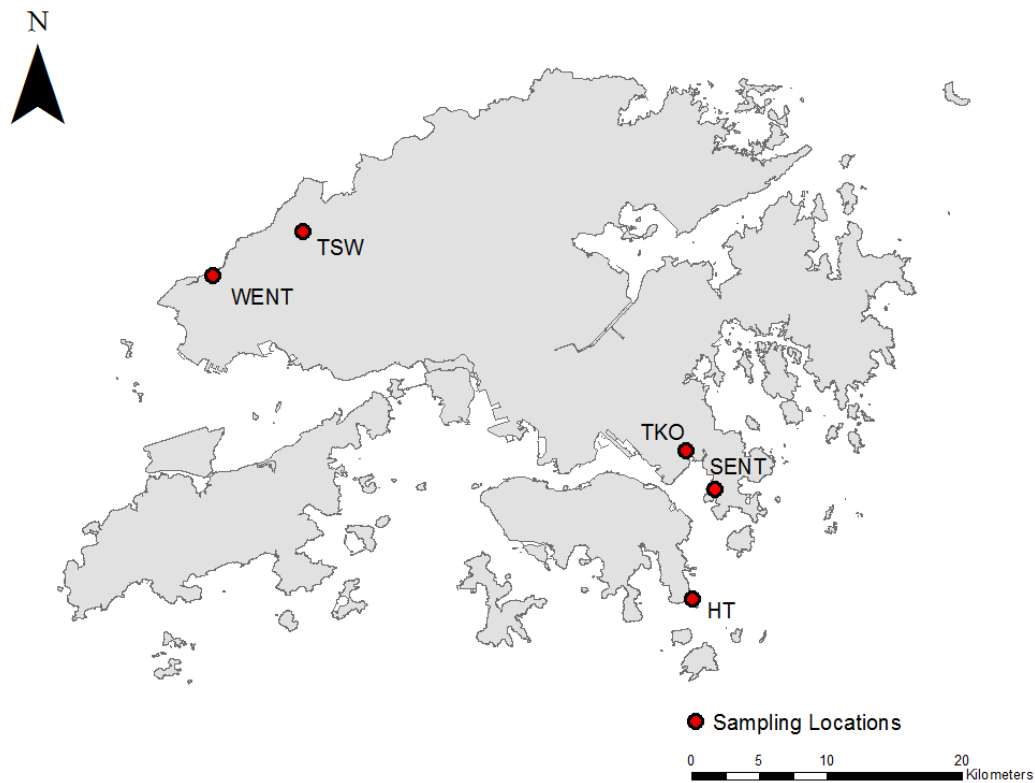 N
TSW
WENT
TKO
SENT
HT
Sampling Locations
0 5 10 20
Kilometers